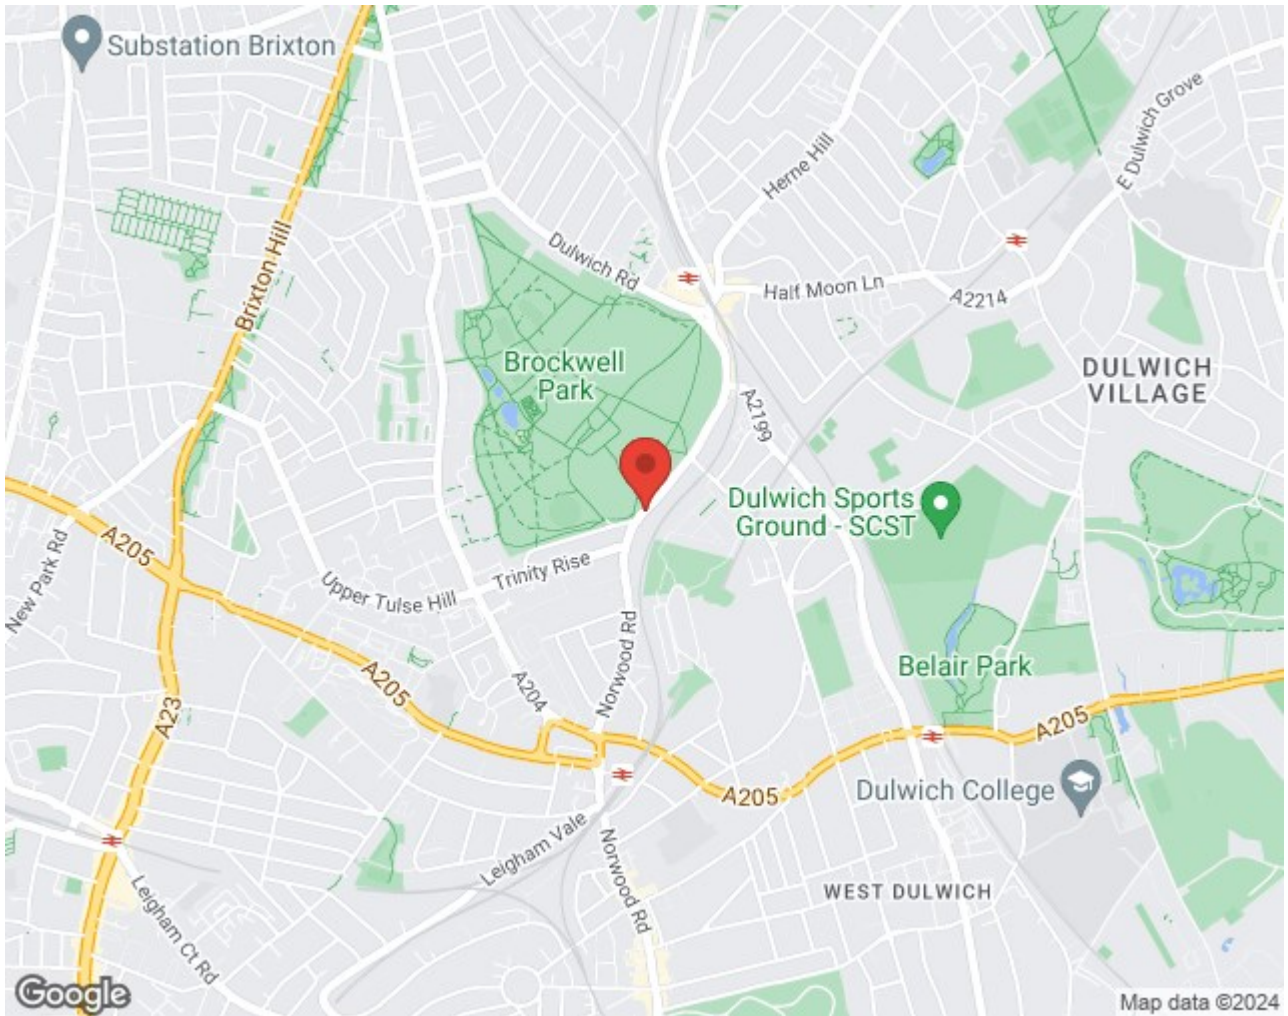 Substation Brixton
E Dulwich Grove
Herne Hill
Brixton Hill
Dulwich Rd
Half Moon Ln
A2214
Brockwell
Park
DULWICH
VILLAGE
A2199
Dulwich Sports
Ground - SCST
A205
New Park Rd
Trinity Rise
Upper Tulse Hill
Norwood Rd
Belair Park
A205
A204
A23
A205
A205
Dulwich College
Leigham Vale
Norwood Rd
WEST DULWICH
Leigham Ct Rd
Google
Map data ©2024